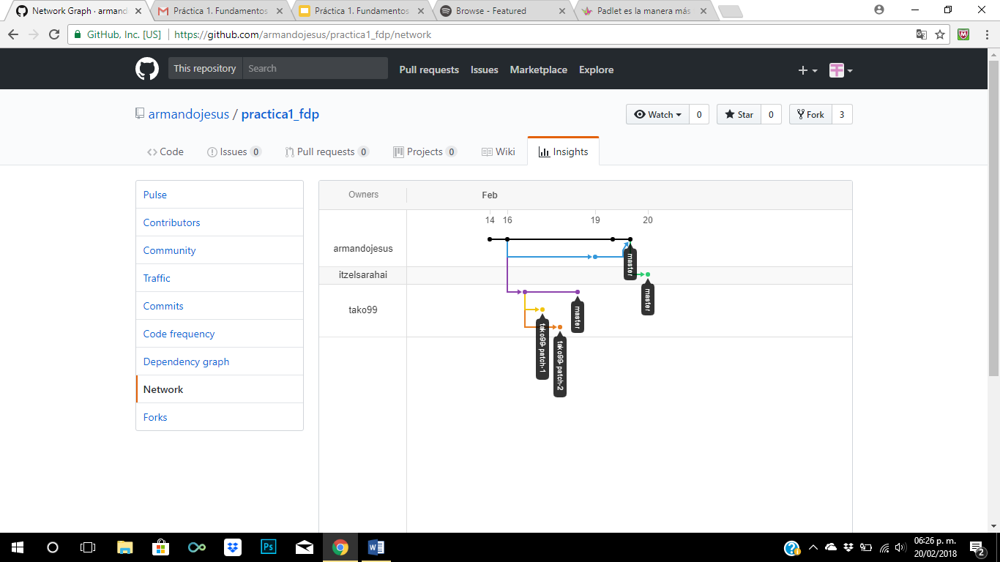 Network Graph · armand
Práctica 1. Fundamentos
Práctica 1. Fundamentos
Browse - Featured
Padlet es la manera más
GitHub, Inc. [US]
https://github.com/armandojesus/practica1_fdp/network
This repository
Search
Pull requests
Issues
Marketplace
Explore
armandojesus / practica1_fdp
Watch
0
Star
0
Fork
3
Code
Issues 0
Pull requests 0
Projects 0
Wiki
Insights
Pulse
Contributors
Community
Traffic
Commits
Code frequency
Dependency graph
Network
Forks
Owners
Feb
14
16
19
20
armandojesus
itzelsarahai
tako99
master
master
master
tako99-patch-1
tako99-patch-2
Ps
06:26 p. m.
20/02/2018
2